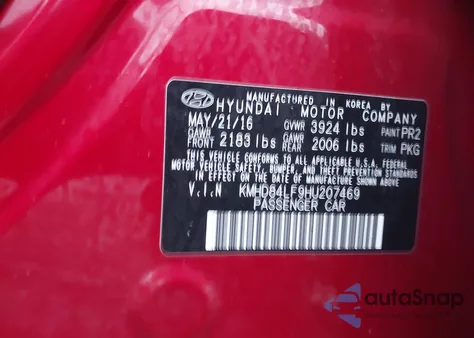 MANUFACTURED IN KOREA BY
HYUNDAI MOTOR COMPANY
MAY/21/16 GVWR 3924 lbs PAINT PR2
GAWR FRONT 2183 lbs GAWR REAR 2006 lbs TRIM PKG
THIS VEHICLE CONFORMS TO ALL APPLICABLE U.S. FEDERAL
MOTOR VEHICLE SAFETY, BUMPER, AND THEFT PREVENTION
STANDARDS IN EFFECT ON THE DATE OF MANUFACTURE SHOWN ABOVE.
V.I.N KMHD84LF9HU207469
PASSENGER CAR
autoSnap